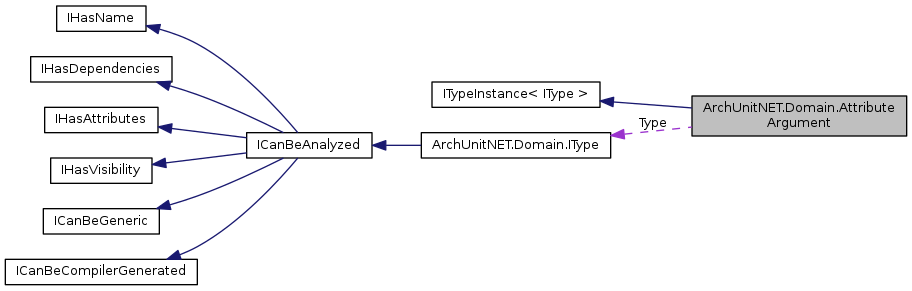 IHasName
IHasDependencies
IHasAttributes
IHasVisibility
ICanBeGeneric
ICanBeCompilerGenerated
ICanBeAnalyzed
ITypeInstance< IType >
ArchUnitNET.Domain.IType
Type
ArchUnitNET.Domain.Attribute
Argument